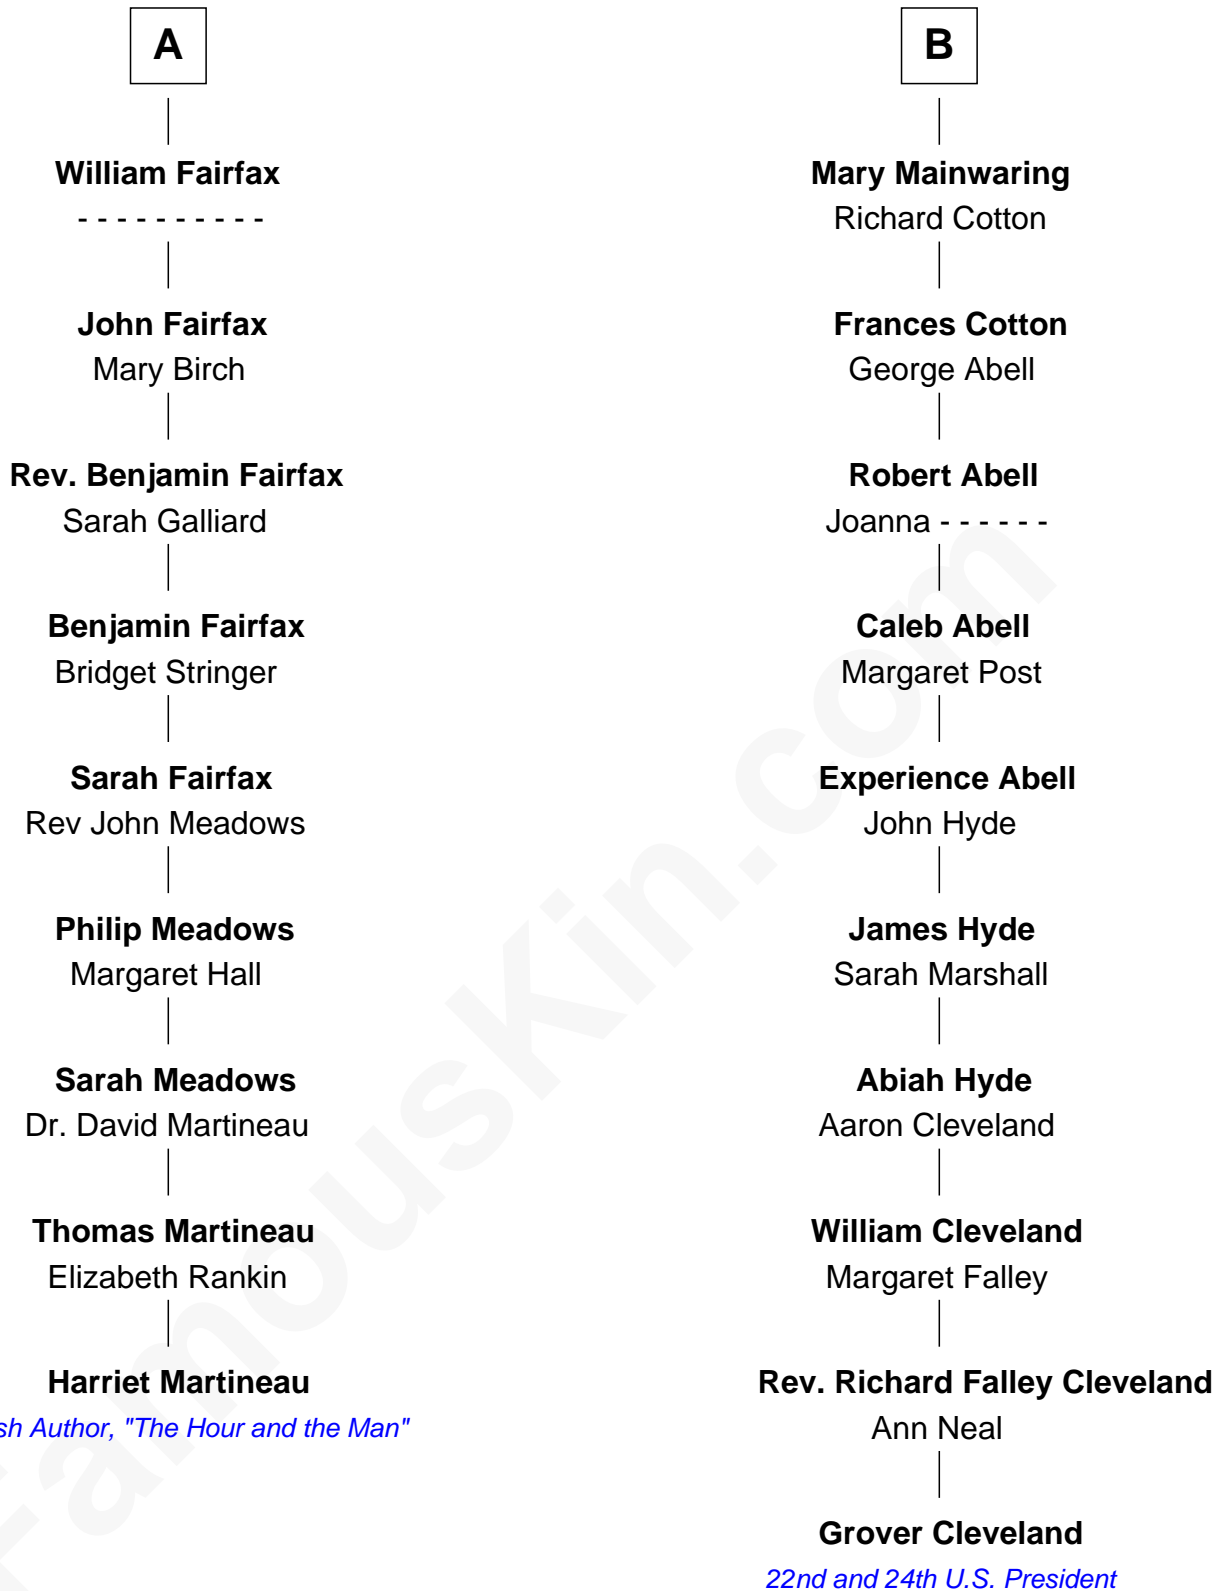 A
William Fairfax
- - - - - - - - - -
John Fairfax
Mary Birch
Rev. Benjamin Fairfax
Sarah Galliard
Benjamin Fairfax
Bridget Stringer
Sarah Fairfax
Rev John Meadows
Philip Meadows
Margaret Hall
Sarah Meadows
Dr. David Martineau
Thomas Martineau
Elizabeth Rankin
Harriet Martineau
Author, "The Hour and the Man"
B
Mary Mainwaring
Richard Cotton
Frances Cotton
George Abell
Robert Abell
Joanna - - - - - -
Caleb Abell
Margaret Post
Experience Abell
John Hyde
James Hyde
Sarah Marshall
Abiah Hyde
Aaron Cleveland
William Cleveland
Margaret Falley
Rev. Richard Falley Cleveland
Ann Neal
Grover Cleveland
22nd and 24th U.S. President
FamousKin.com